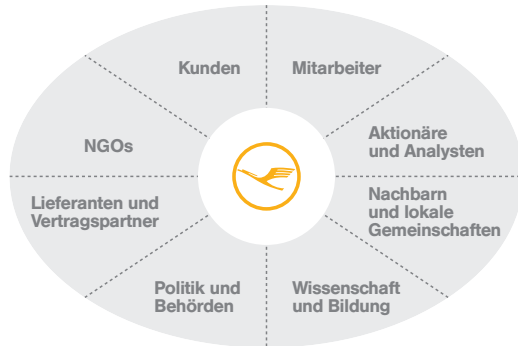 Kunden
Mitarbeiter
Aktionäre
und Analysten
Nachbarn
und lokale
Gemeinschaften
Wissenschaft
und Bildung
Politik und
Behörden
Lieferanten und
Vertragspartner
NGOs